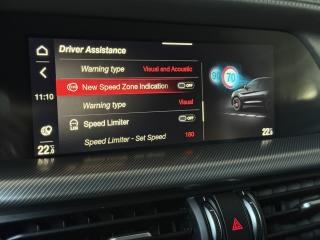 Driver Assistance
Warning type Visual and Acoustic
New Speed Zone Indication OFF
11:10
90 70
Warning type Visual
Speed Limiter OFF
Speed Limiter - Set Speed 180
22
22